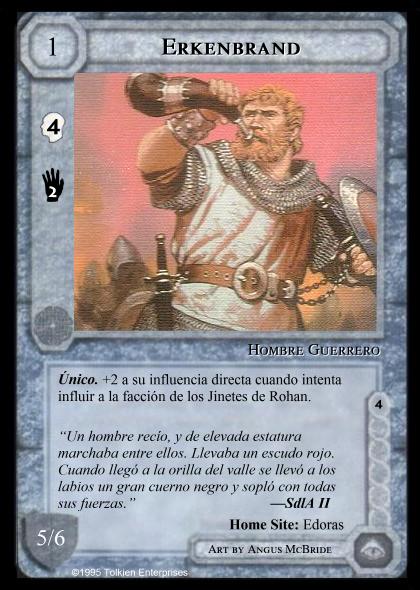 1
ERKENBRAND
4
2
HOMBRE GUERRERO
Único. +2 a su influencia directa cuando intenta
influir a la facción de los Jinetes de Rohan.
4
“Un hombre recío, y de elevada estatura
marchaba entre ellos. Llevaba un escudo rojo.
Cuando llegó a la orilla del valle se llevó a los
labios un gran cuerno negro y sopló con todas
sus fuerzas.” —SdlA II
Home Site: Edoras
5/6
ART BY ANGUS MCBRIDE
©1995 Tolkien Enterprises